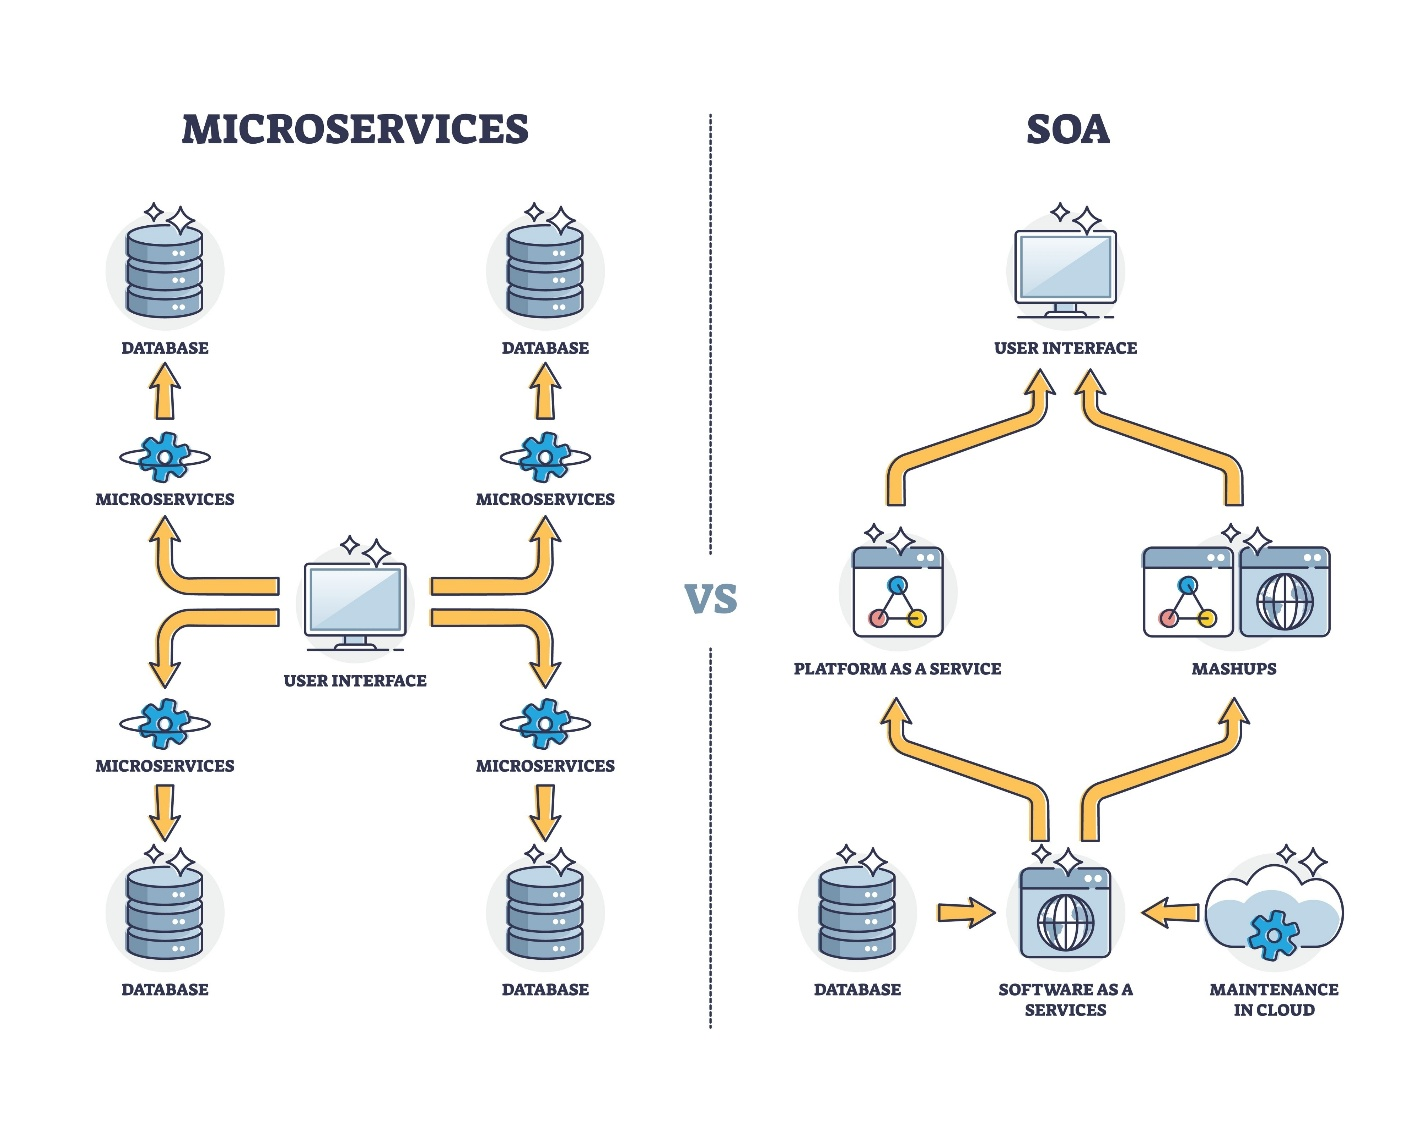 MICROSERVICES
SOA
DATABASE
DATABASE
MICROSERVICES
MICROSERVICES
USER INTERFACE
MICROSERVICES
MICROSERVICES
DATABASE
DATABASE
VS
USER INTERFACE
PLATFORM AS A SERVICE
MASHUPS
DATABASE
SOFTWARE AS A
SERVICES
MAINTENANCE
IN CLOUD